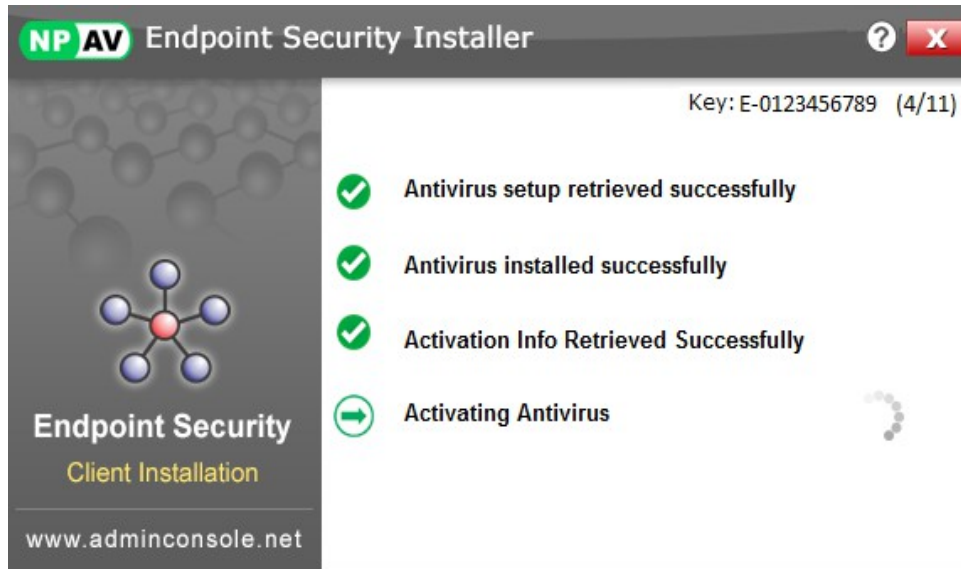 NP AV Endpoint Security Installer
? X
Key: E-0123456789 (4/11)
Antivirus setup retrieved successfully
Antivirus installed successfully
Activation Info Retrieved Successfully
Activating Antivirus
Endpoint Security
Client Installation
www.adminconsole.net